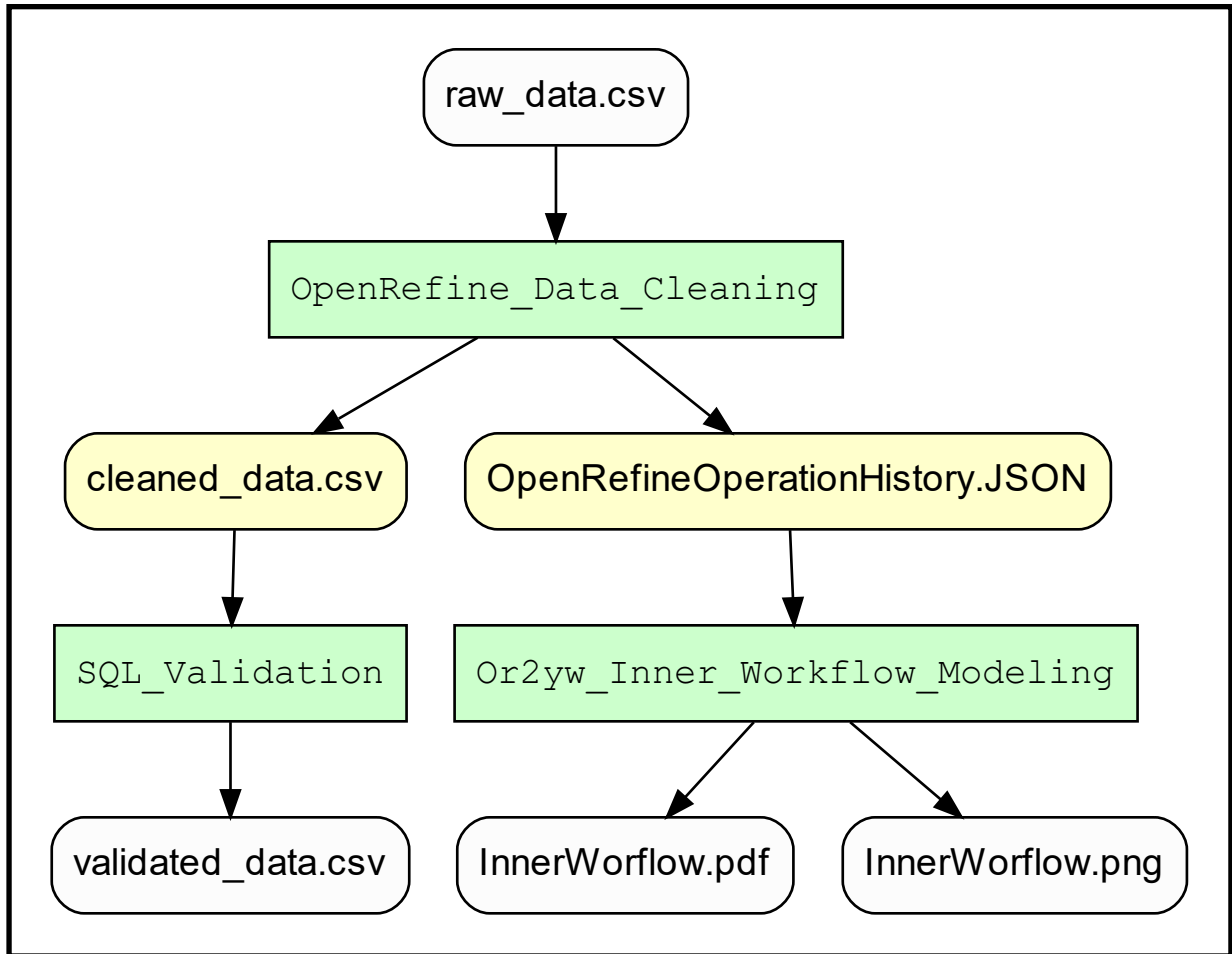 raw_data.csv
OpenRefine_Data_Cleaning
cleaned_data.csv
OpenRefineOperationHistory.JSON
SQL_Validation
Or2yw_Inner_Workflow_Modeling
validated_data.csv
InnerWorflow.pdf
InnerWorflow.png